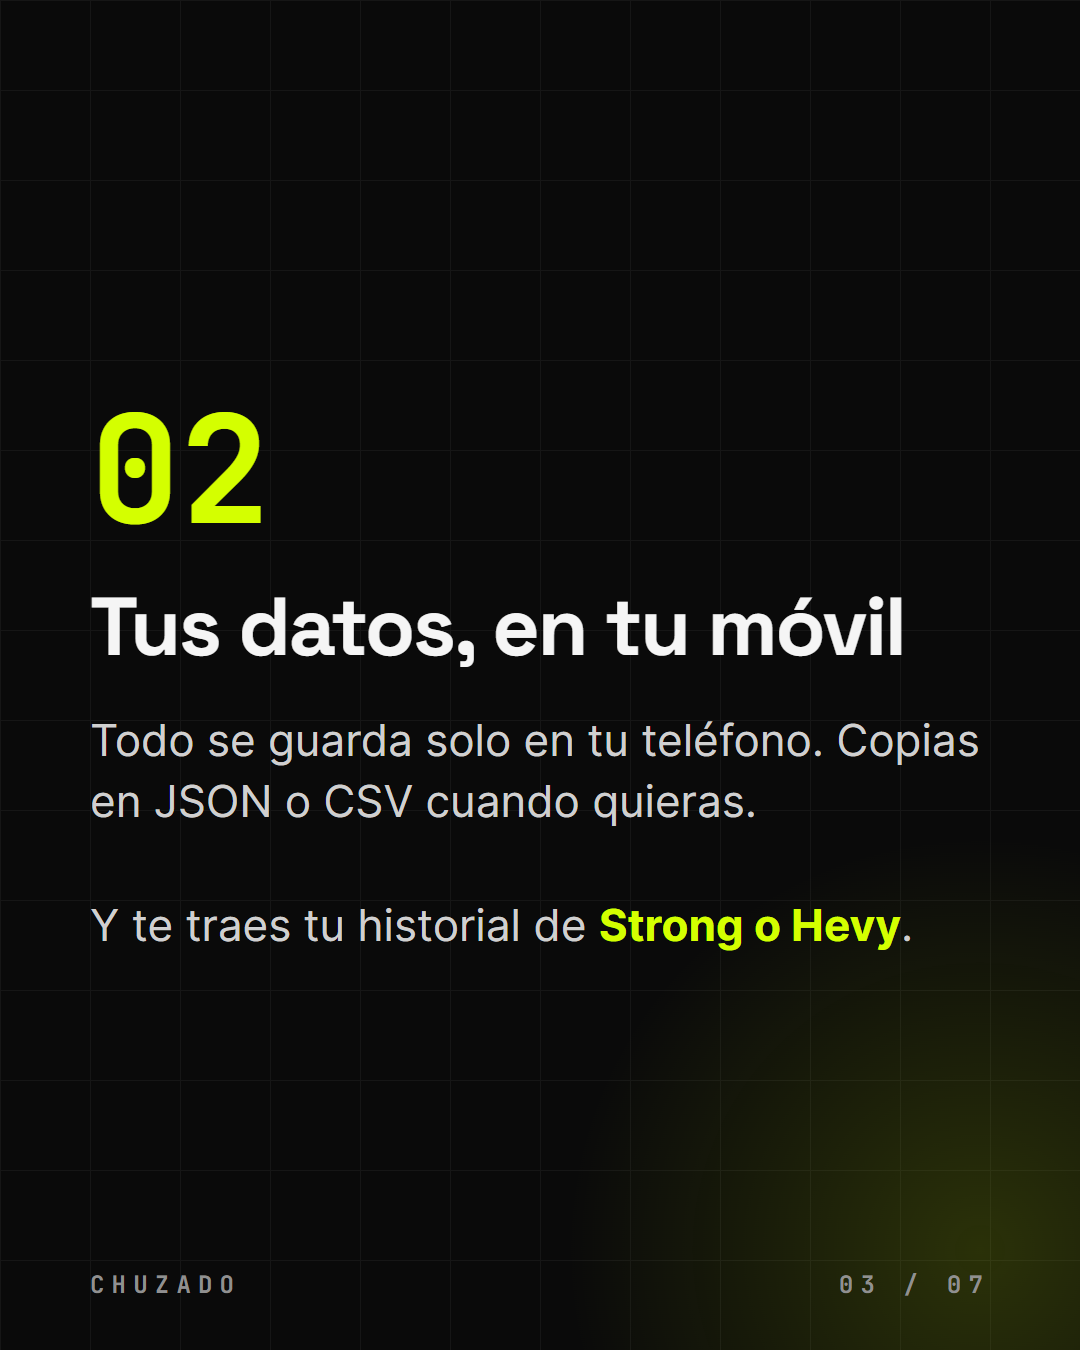 02
Tus datos, en tu móvil
Todo se guarda solo en tu teléfono. Copias
en JSON o CSV cuando quieras.
Y te traes tu historial de Strong o Hevy.
CHUZADO
03 / 07